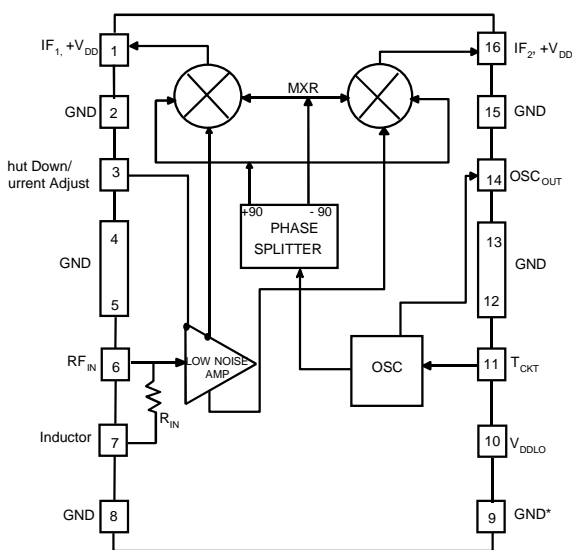 IF1, +VDD
1
16
IF2, +VDD
MXR
GND
2
15
GND
hut Down/
urrent Adjust
3
14
OSCOUT
+90
- 90
PHASE
SPLITTER
4
GND
5
13
GND
12
RFIN
6
LOW NOISE
AMP
OSC
11
TCKT
RIN
Inductor
7
10
VDDLO
GND
8
9
GND*